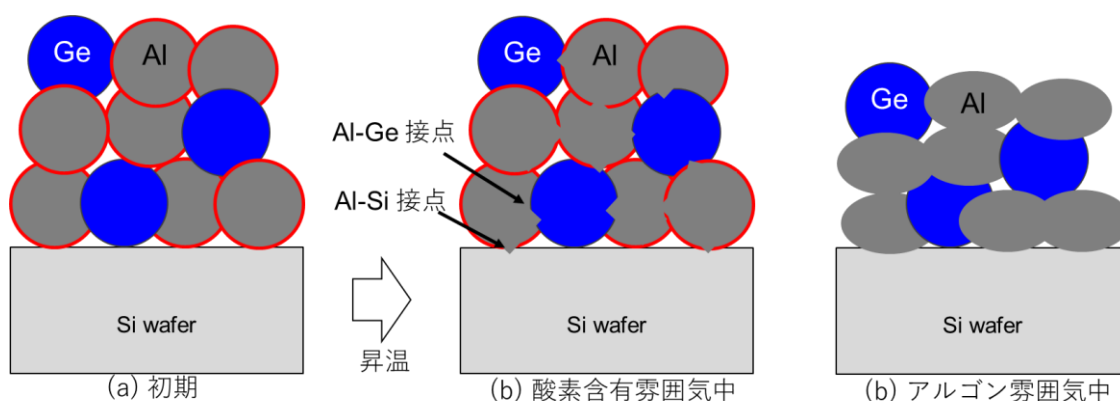 Ge
Al
Si wafer
(a) 初期
昇温
Ge
Al
Al-Ge 接点
Al-Si 接点
Si wafer
(b) 酸素含有雰囲気中
Ge
Al
Si wafer
(b) アルゴン雰囲気中